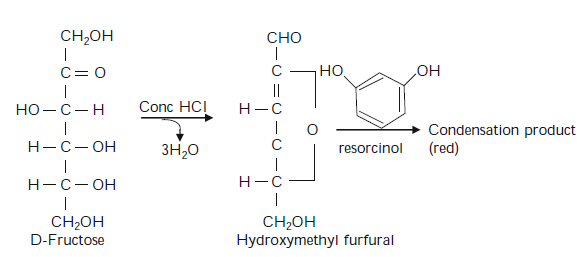 CH₂OH
C=O
HO–C–H
H–C–OH
H–C–OH
CH₂OH
D-Fructose
Conc HCl
3H₂O
CHO
C
H–C
C
H–C
CH₂OH
O
Hydroxymethyl furfural
HO
OH
resorcinol
Condensation product
(red)